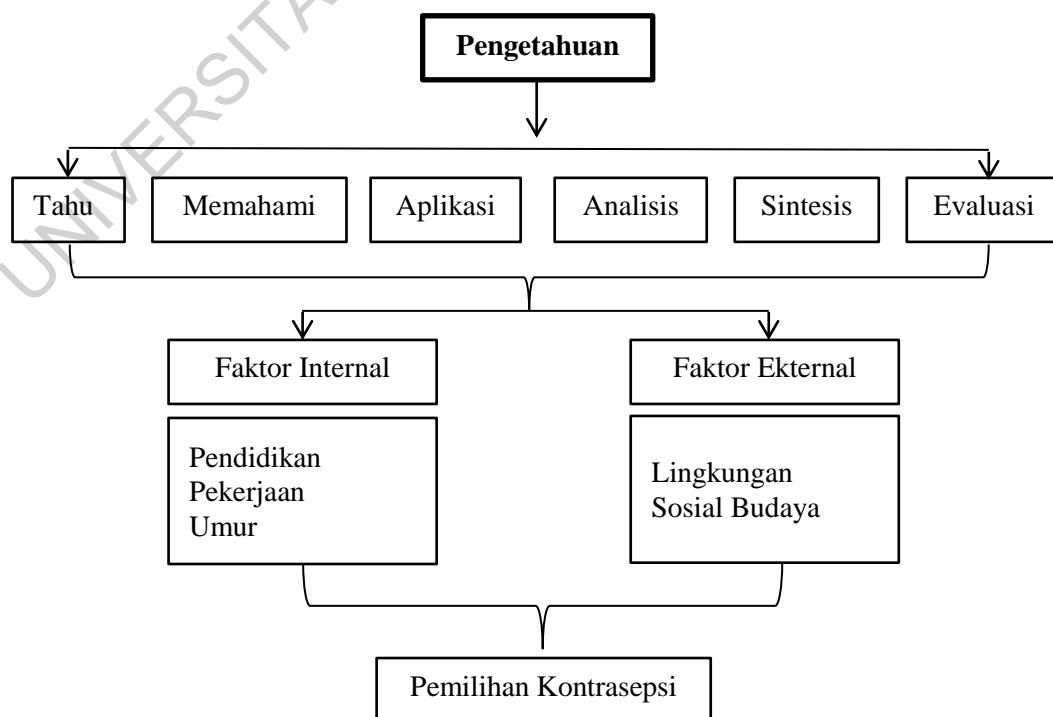 UNIVERSITA
Pengetahuan
Tahu
Memahami
Aplikasi
Analisis
Sintesis
Evaluasi
Faktor Internal
Faktor Ekternal
Pendidikan
Pekerjaan
Umur
Lingkungan
Sosial Budaya
Pemilihan Kontrasepsi